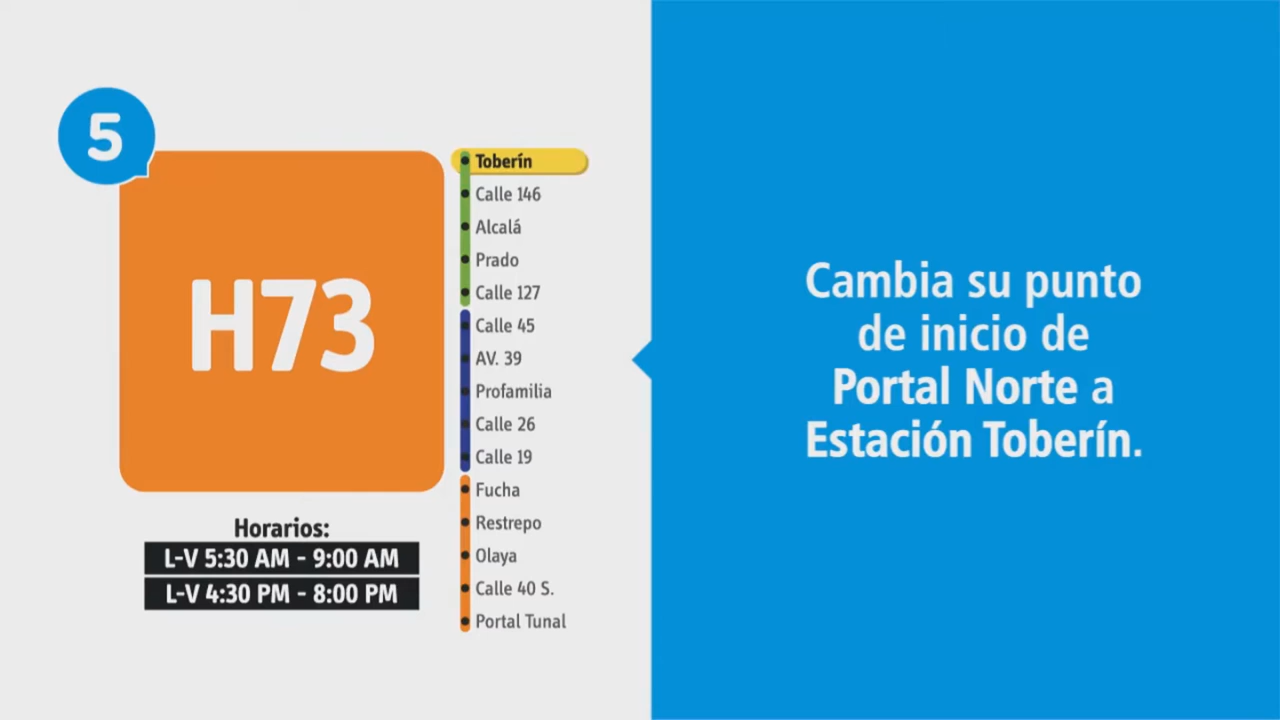 5
H73
Horarios:
L-V 5:30 AM - 9:00 AM
L-V 4:30 PM - 8:00 PM
Toberín
Calle 146
Alcalá
Prado
Calle 127
Calle 45
AV. 39
Profamilia
Calle 26
Calle 19
Fucha
Restrepo
Olaya
Calle 40 S.
Portal Tunal
Cambia su punto
de inicio de
Portal Norte a
Estación Toberín.